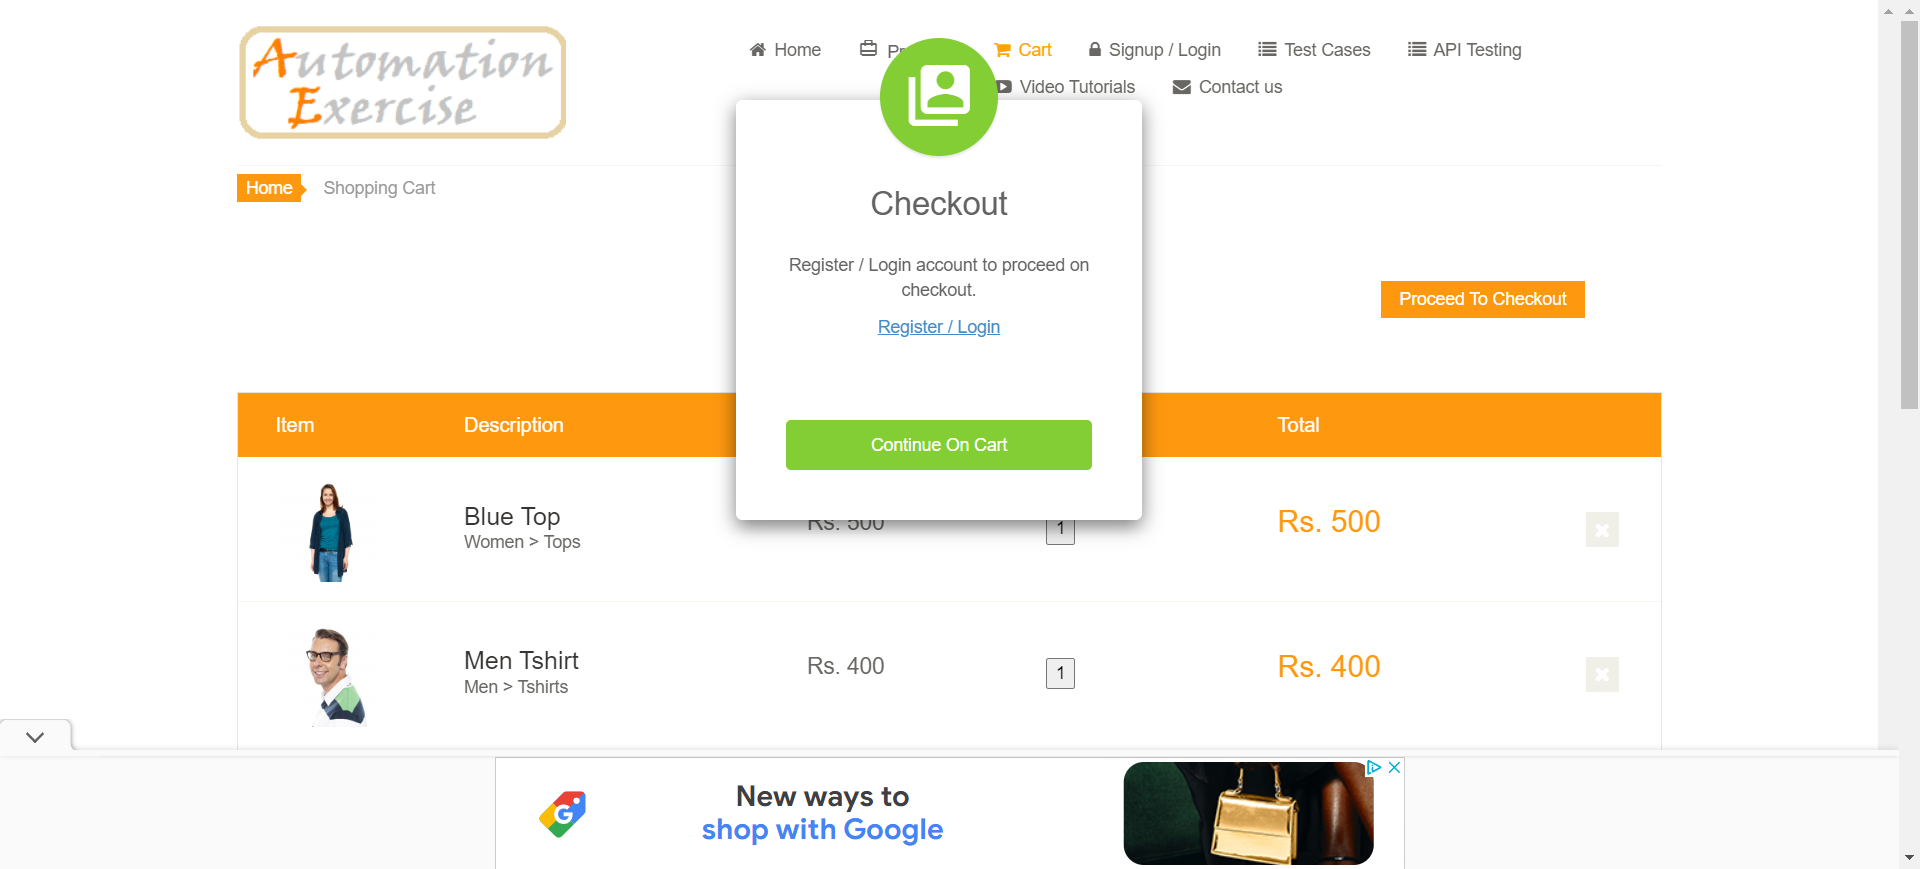 Automation
Exercise
Home
Cart
Signup / Login
Test Cases
API Testing
Video Tutorials
Contact us
Home
Shopping Cart
Checkout
Register / Login account to proceed on
checkout.
Register / Login
Continue On Cart
Proceed To Checkout
Item
Description
Total
Blue Top
Women > Tops
Rs. 500
1
Rs. 500
Men Tshirt
Men > Tshirts
Rs. 400
1
Rs. 400
New ways to
shop with Google